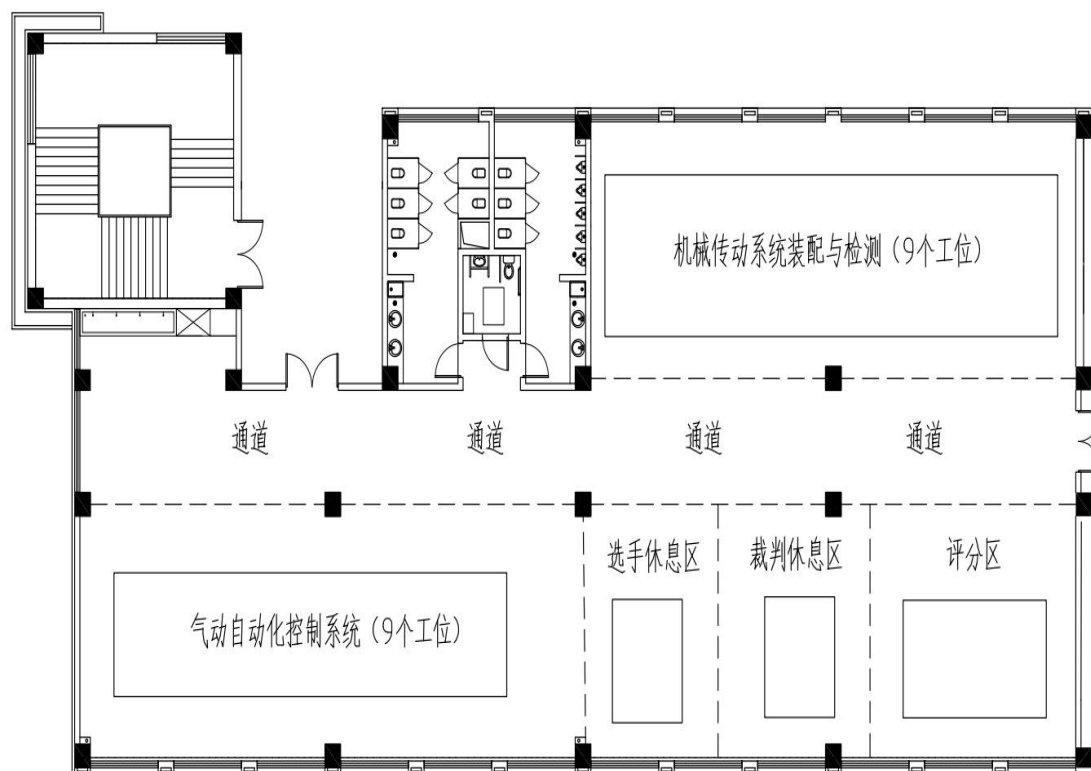 机械传动系统装配与检测（9个工位）
通道
通道
通道
通道
选手休息区
裁判休息区
评分区
气动自动化控制系统（9个工位）